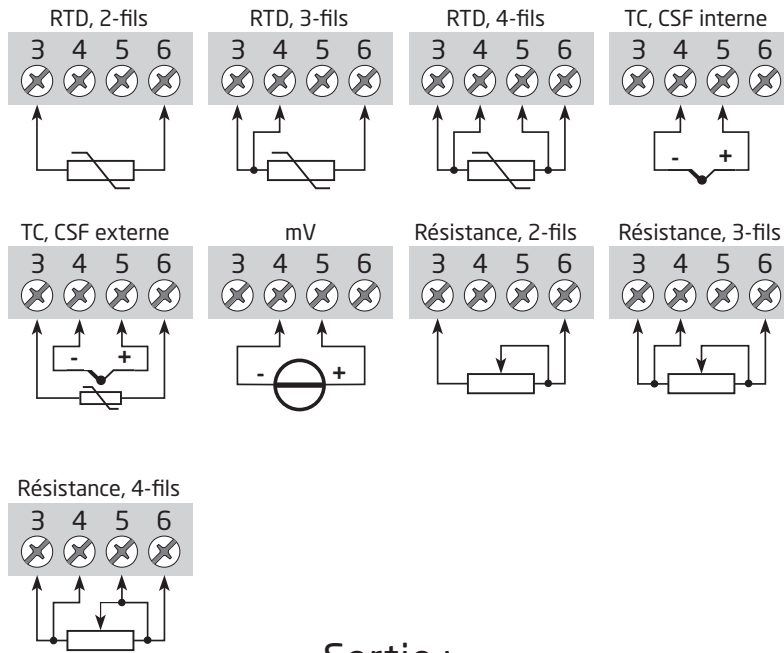 RTD, 2-fils
3 4 5 6
RTD, 3-fils
3 4 5 6
RTD, 4-fils
3 4 5 6
TC, CSF interne
3 4 5 6
- +
TC, CSF externe
3 4 5 6
- +
mV
3 4 5 6
- +
Résistance, 2-fils
3 4 5 6
Résistance, 3-fils
3 4 5 6
Résistance, 4-fils
3 4 5 6